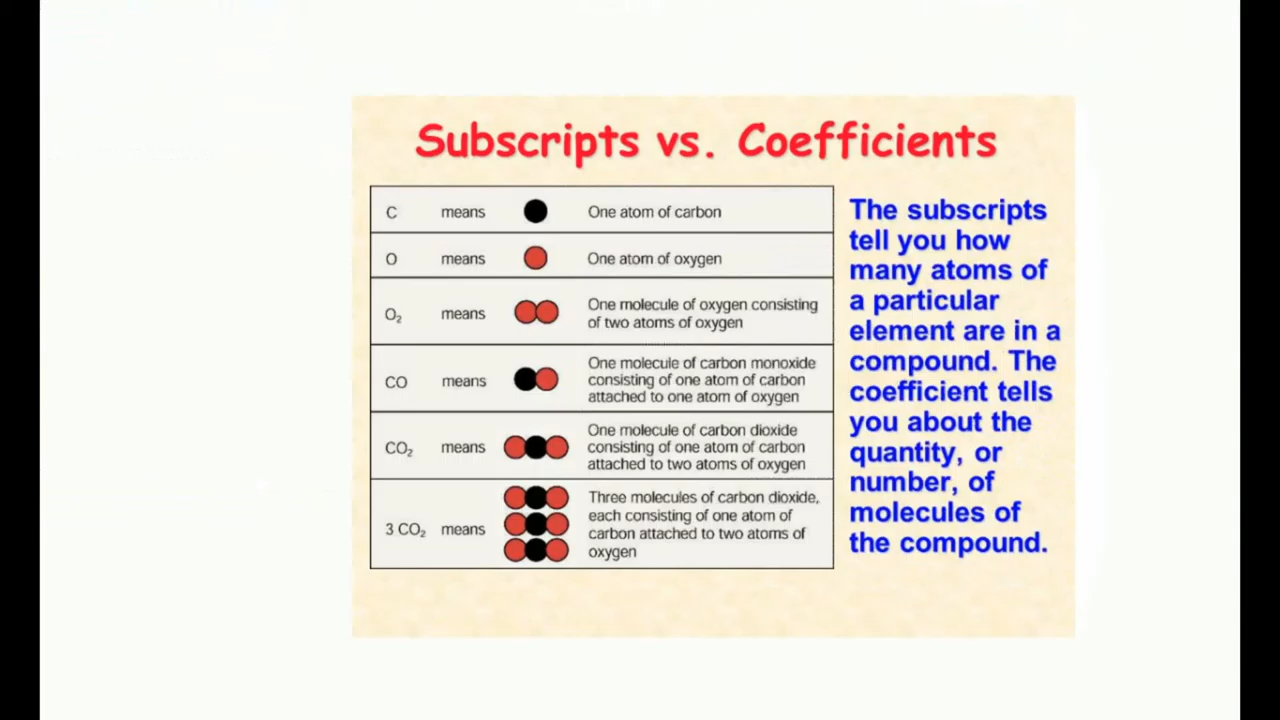 Subscripts vs. Coefficients
C means One atom of carbon
O means One atom of oxygen
O₂ means One molecule of oxygen consisting
of two atoms of oxygen
CO means One molecule of carbon monoxide
consisting of one atom of carbon
attached to one atom of oxygen
CO₂ means One molecule of carbon dioxide
consisting of one atom of carbon
attached to two atoms of oxygen
3 CO₂ means Three molecules of carbon dioxide,
each consisting of one atom of
carbon attached to two atoms of
oxygen
The subscripts
tell you how
many atoms of
a particular
element are in a
compound. The
coefficient tells
you about the
quantity, or
number, of
molecules of
the compound.